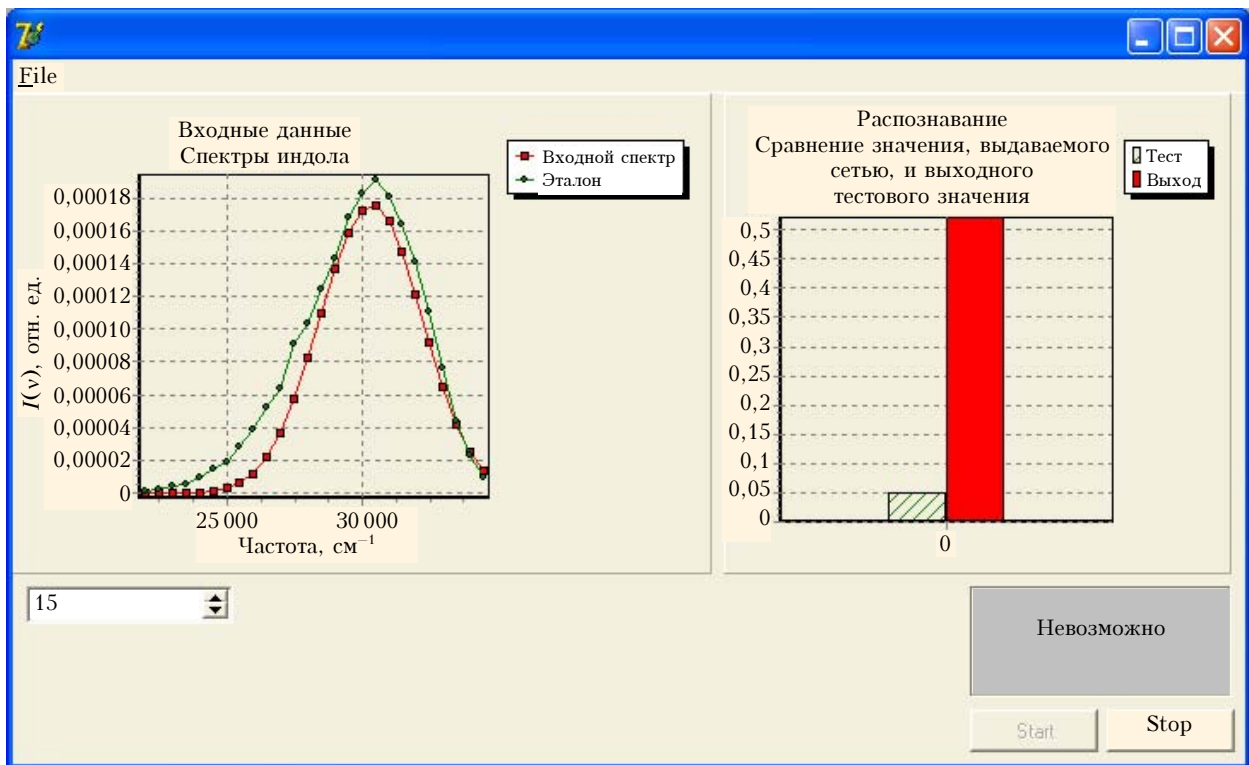 File
Входные данные
Спектры индола
Входной спектр
Эталон
0,00018
0,00016
0,00014
0,00012
0,00010
0,00008
0,00006
0,00004
0,00002
0
I(ν), отн. ед.
25 000 30 000
Частота, см⁻¹
Распознавание
Сравнение значения, выдаваемого
сетью, и выходного
тестового значения
Тест
Выход
0,5
0,45
0,4
0,35
0,3
0,25
0,2
0,15
0,1
0,05
0
0
15
Невозможно
Start
Stop